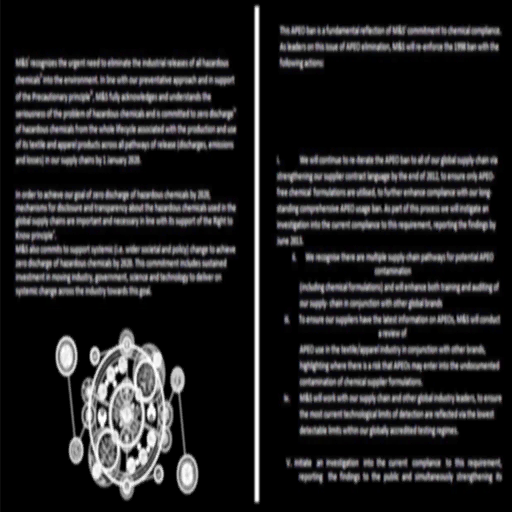 M&S' recognizes the urgent need to eliminate the industrial releases of all hazardous
chemicals into the environment. In line with our preventative approach and in support
of the Precautionary principle, M&S fully acknowledges and understands the
seriousness of the problem of hazardous chemicals and is committed to zero discharge
of hazardous chemicals from the whole lifecycle associated with the production and use
of its textile and apparel products across all pathways of release (discharges, emissions
and losses) in our supply chains by 1 January 2020.
In order to achieve our goal of zero discharge of hazardous chemicals by 2020,
mechanisms for disclosure and transparency about the hazardous chemicals used in the
global supply chains are important and necessary in line with its support of the Right to
Know principle.
M&S also commits to support systemic (i.e. wider societal and policy) change to achieve
zero discharge of hazardous chemicals by 2020. This commitment includes sustained
investment in moving industry, government, science and technology to deliver on
systemic change across the industry towards this goal.
This APEO ban is a fundamental reflection of M&S' commitment to chemical compliance.
As leaders on this issue of APEO elimination, M&S will re-enforce the 1998 ban with the
following actions:
i. We will continue to re-iterate the APEO ban to all of our global supply chain via
strengthening our supplier contract language by the end of 2012, to ensure only APEO-
free chemical formulations are utilised, to further enhance compliance with our long-
standing comprehensive APEO usage ban. As part of this process we will instigate an
investigation into the current compliance to this requirement, reporting the findings by
June 2013.
ii. We recognise there are multiple supply-chain pathways for potential APEO
contamination
(including chemical formulations) and will enhance both training and auditing of
our supply- chain in conjunction with other global brands
iii. To ensure our suppliers have the latest information on APEOs, M&S will conduct
a review of
APEO use in the textile/apparel industry in conjunction with other brands,
highlighting where there is a risk that APEOs may enter into the undocumented
contamination of chemical supplier formulations.
iv. M&S will work with our supply chain and other global industry leaders, to ensure
the most current technological limits of detection are reflected via the lowest
detectable limits within our globally accredited testing regimes.
V. initiate an investigation into the current compliance to this requirement,
reporting the findings to the public and simultaneously strengthening its